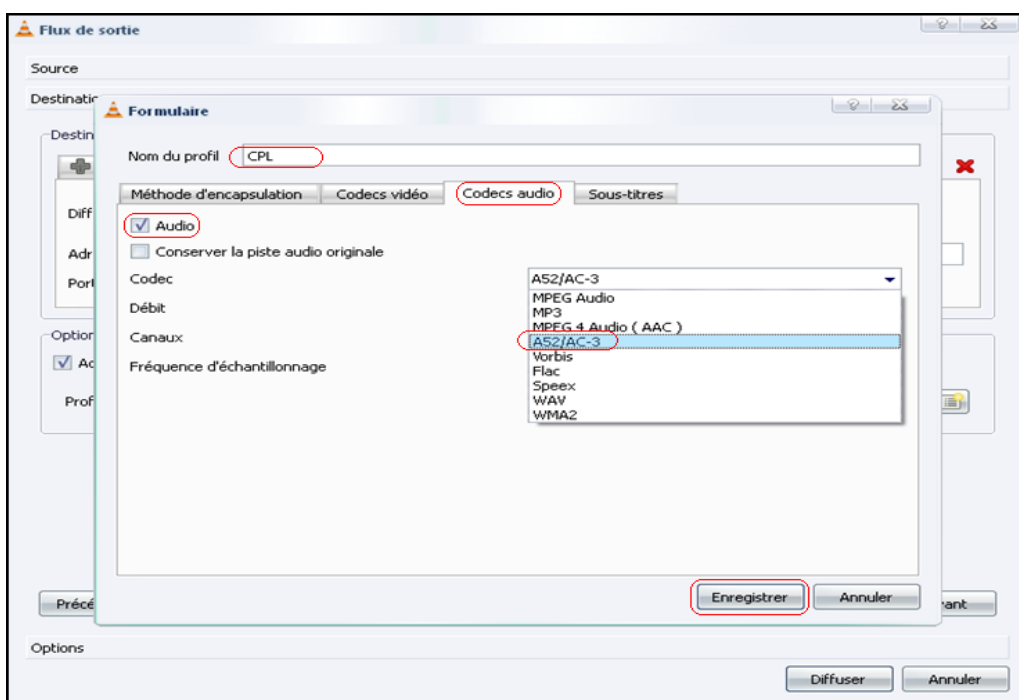 Flux de sortie
Source
Destinatio
Formulaire
Destin
Nom du profil CPL
Méthode d'encapsulation Codecs vidéo Codecs audio Sous-titres
Diff
Audio
Adr
Conserver la piste audio originale
Port
Codec A52/AC-3
MPEG Audio
MP3
MPEG 4 Audio ( AAC )
A52/AC-3
Vorbis
Flac
Speex
WAV
WMA2
Débit
Option
Canaux
Ac
Fréquence d'échantillonnage
Prof
Enregistrer Annuler
Précé vant
Options
Diffuser Annuler